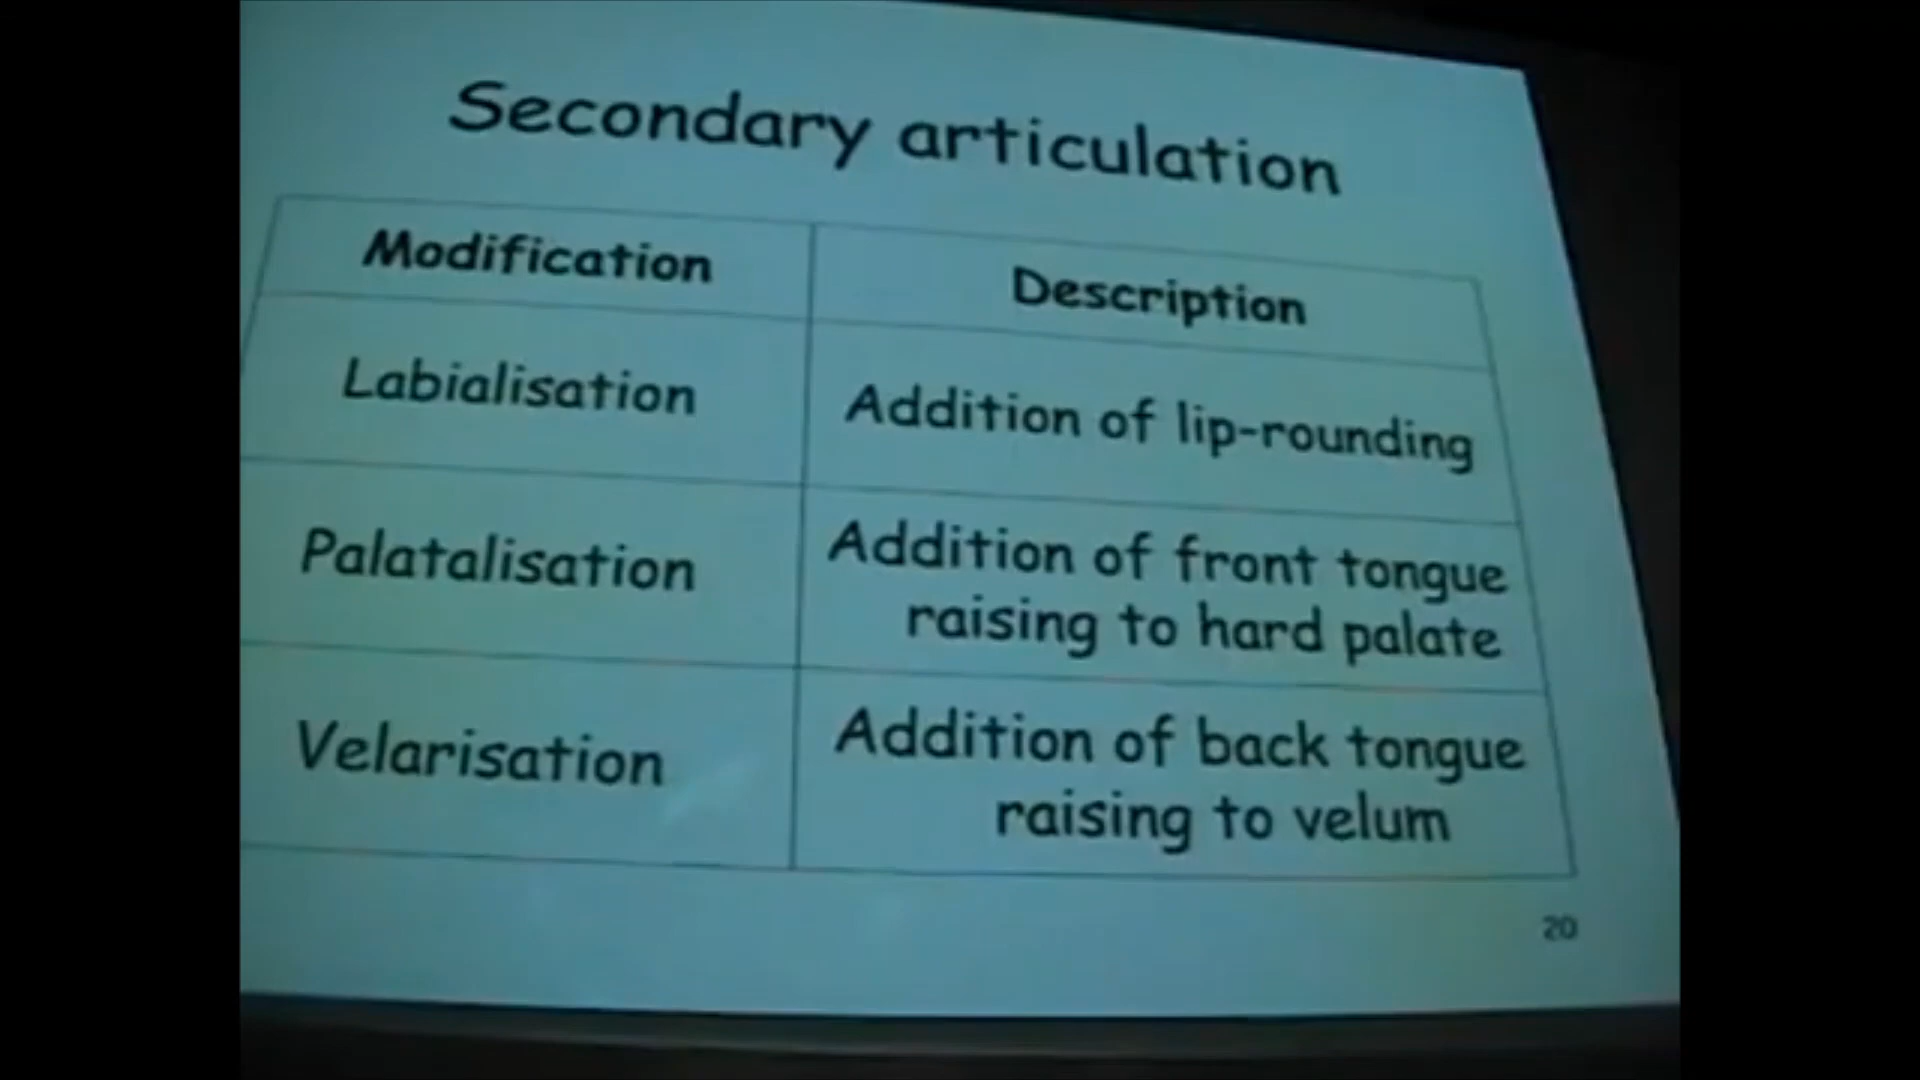 Secondary articulation
Modification
Description
Labialisation
Addition of lip-rounding
Palatalisation
Addition of front tongue
raising to hard palate
Velarisation
Addition of back tongue
raising to velum
20